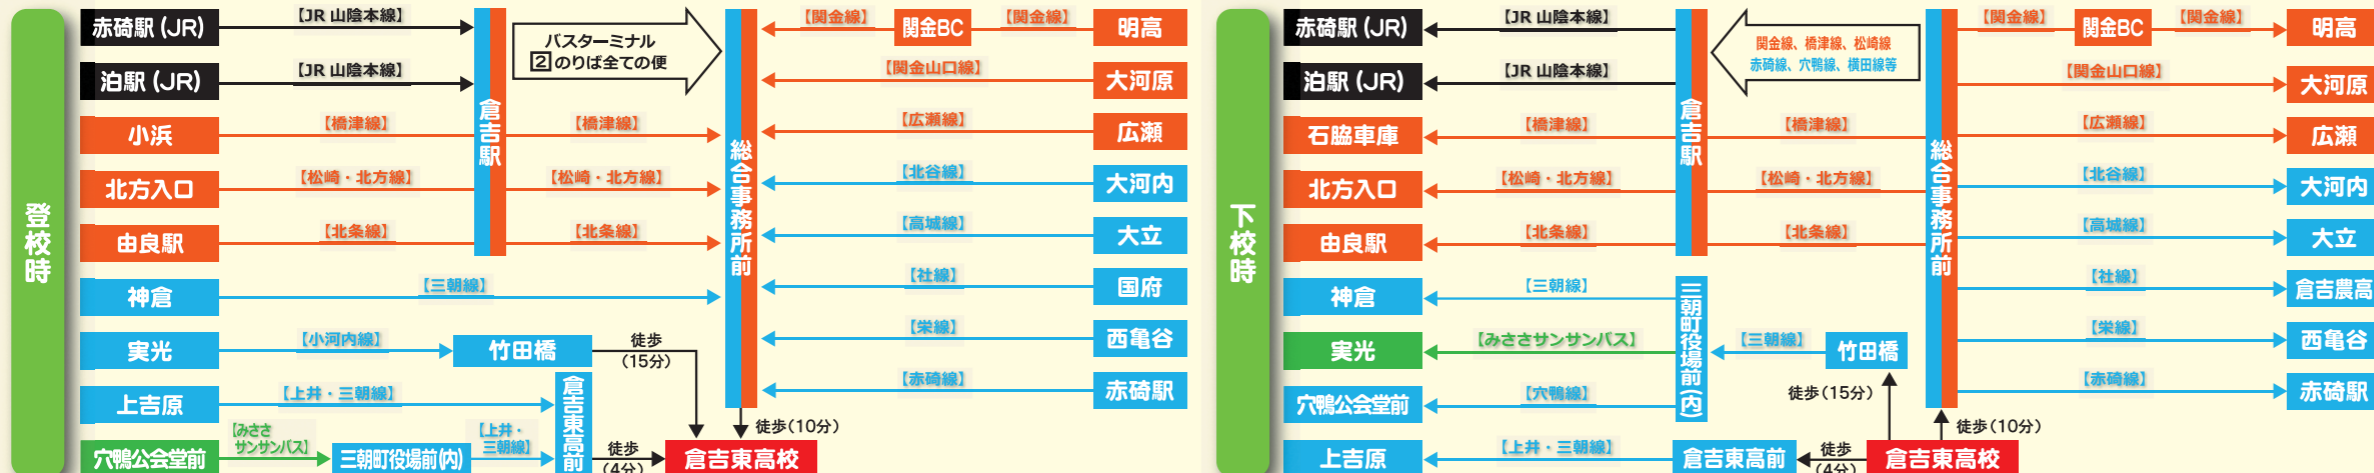 登校時
赤碕駅（JR）
【JR 山陰本線】
泊駅（JR）
【JR 山陰本線】
小浜
【橋津線】
【橋津線】
北方入口
【松崎・北方線】
【松崎・北方線】
由良駅
【北条線】
【北条線】
倉吉駅
バスターミナル
2のりば全ての便
神倉
【三朝線】
実光
【小河内線】
竹田橋
徒歩
（15分）
上吉原
【上井・三朝線】
倉吉東高前
穴鴨公会堂前
【みささ
サンサンバス】
三朝町役場前(内)
【上井・
三朝線】
徒歩
（4分）
倉吉東高校
徒歩（10分）
総合事務所前
【関金線】
関金BC
【関金線】
明高
【関金山口線】
大河原
【広瀬線】
広瀬
【北谷線】
大河内
【高城線】
大立
【社線】
国府
【栄線】
西亀谷
【赤碕線】
赤碕駅
下校時
赤碕駅（JR）
【JR 山陰本線】
泊駅（JR）
【JR 山陰本線】
石脇車庫
【橋津線】
【橋津線】
北方入口
【松崎・北方線】
【松崎・北方線】
由良駅
【北条線】
【北条線】
倉吉駅
関金線、橋津線、松崎線
赤碕線、穴鴨線、横田線等
神倉
【三朝線】
実光
【みささサンサンバス】
穴鴨公会堂前
【穴鴨線】
三朝町役場前(内)
【三朝線】
竹田橋
徒歩（15分）
上吉原
【上井・三朝線】
倉吉東高前
徒歩
（4分）
倉吉東高校
徒歩（10分）
総合事務所前
【関金線】
関金BC
【関金線】
明高
【関金山口線】
大河原
【広瀬線】
広瀬
【北谷線】
大河内
【高城線】
大立
【社線】
倉吉農高
【栄線】
西亀谷
【赤碕線】
赤碕駅